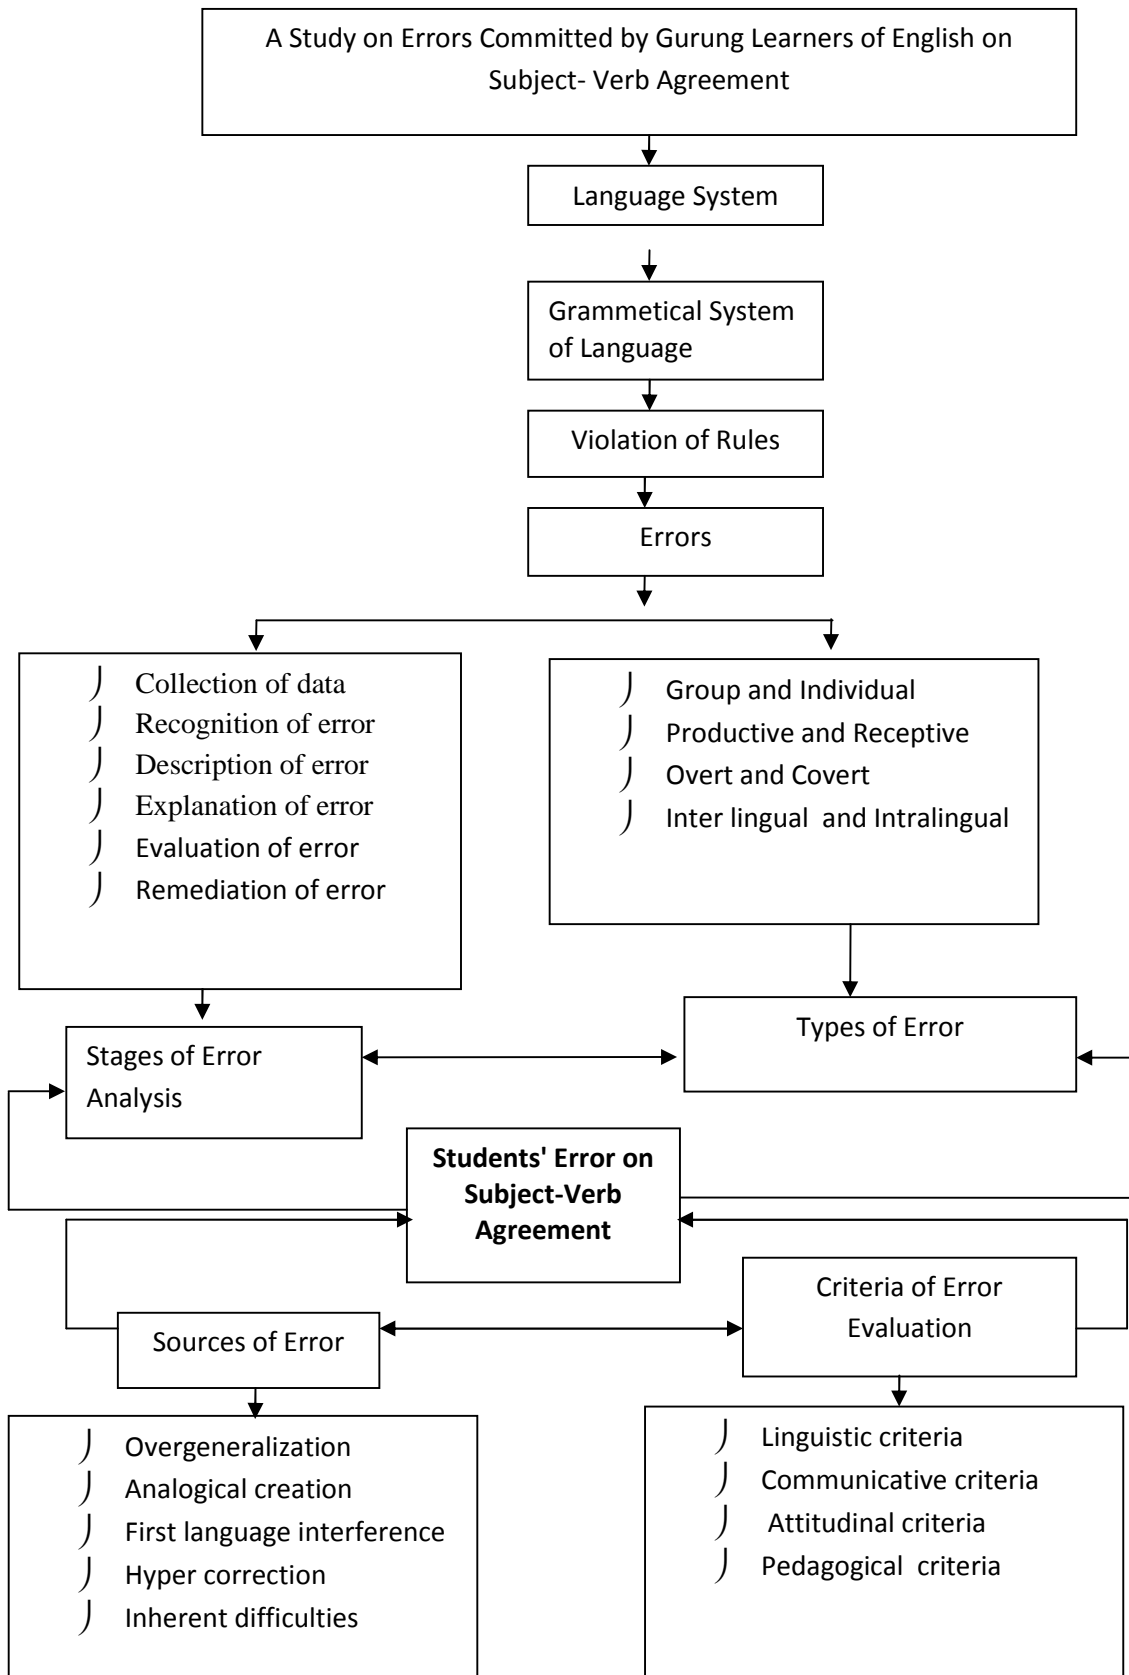 A Study on Errors Committed by Gurung Learners of English on
Subject- Verb Agreement
Language System
Grammetical System
of Language
Violation of Rules
Errors
Collection of data
Recognition of error
Description of error
Explanation of error
Evaluation of error
Remediation of error
Group and Individual
Productive and Receptive
Overt and Covert
Inter lingual and Intralingual
Stages of Error
Analysis
Types of Error
Students' Error on
Subject-Verb
Agreement
Sources of Error
Criteria of Error
Evaluation
Overgeneralization
Analogical creation
First language interference
Hyper correction
Inherent difficulties
Linguistic criteria
Communicative criteria
Attitudinal criteria
Pedagogical criteria